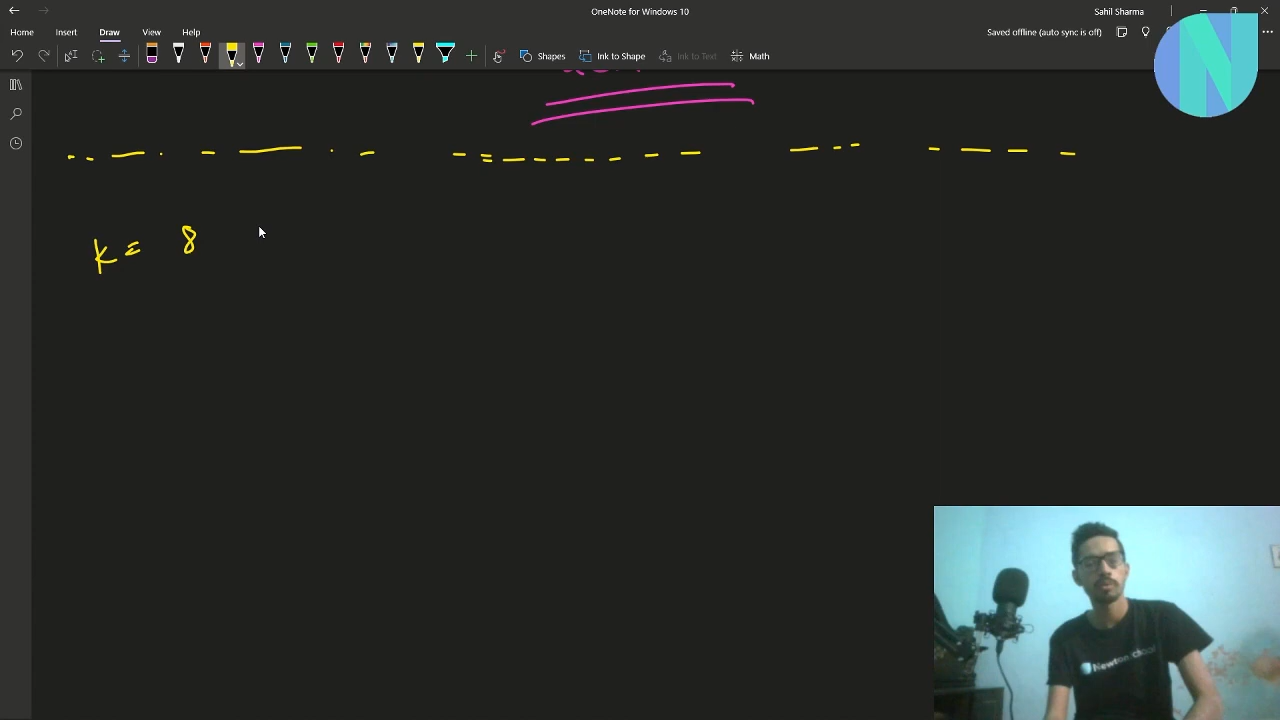 OneNote for Windows 10
Sahil Sharma
Home Insert Draw View Help
Saved offline (auto sync is off)
Shapes Ink to Shape Ink to Text Math
k = 8